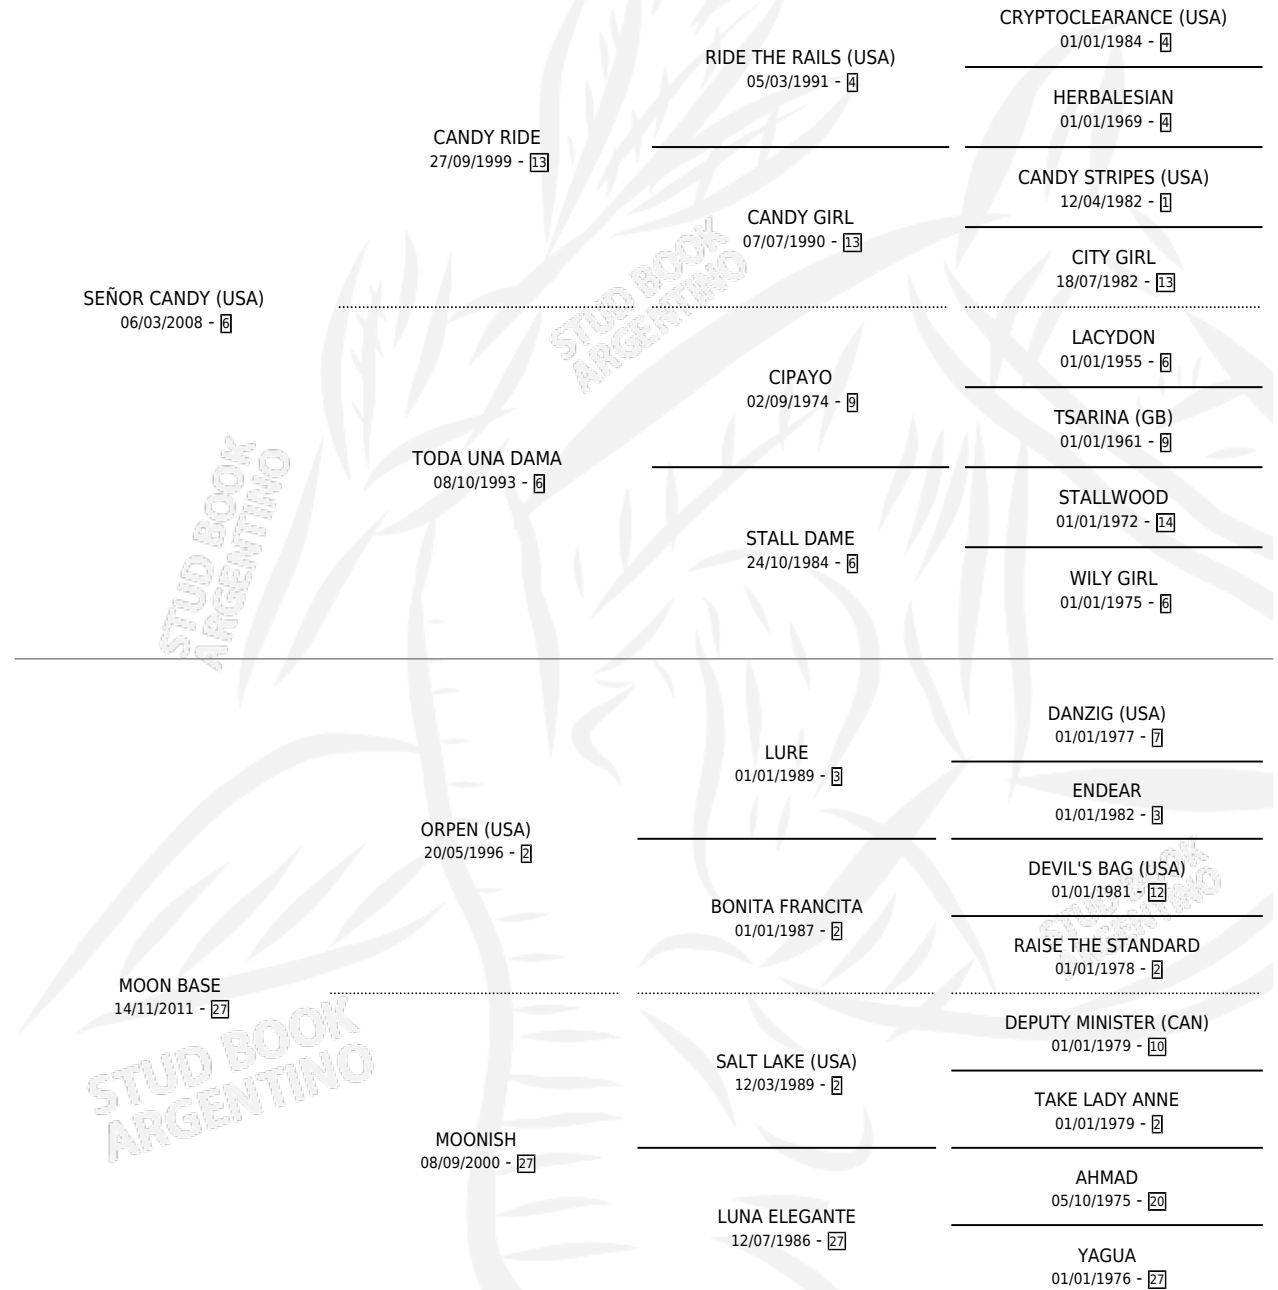 CRYPTOCLEARANCE (USA)
01/01/1984 - 4
RIDE THE RAILS (USA)
05/03/1991 - 4
HERBALESIAN
01/01/1969 - 4
CANDY RIDE
27/09/1999 - 13
CANDY STRIPES (USA)
12/04/1982 - 1
CANDY GIRL
07/07/1990 - 13
CITY GIRL
18/07/1982 - 13
SEÑOR CANDY (USA)
06/03/2008 - 6
LACYDON
01/01/1955 - 6
CIPAYO
02/09/1974 - 9
TSARINA (GB)
01/01/1961 - 9
TODA UNA DAMA
08/10/1993 - 6
STALLWOOD
01/01/1972 - 14
STALL DAME
24/10/1984 - 6
WILY GIRL
01/01/1975 - 6
DANZIG (USA)
01/01/1977 - 7
LURE
01/01/1989 - 3
ENDEAR
01/01/1982 - 3
ORPEN (USA)
20/05/1996 - 2
DEVIL'S BAG (USA)
01/01/1981 - 12
BONITA FRANCITA
01/01/1987 - 2
RAISE THE STANDARD
01/01/1978 - 2
MOON BASE
14/11/2011 - 27
DEPUTY MINISTER (CAN)
01/01/1979 - 10
SALT LAKE (USA)
12/03/1989 - 2
TAKE LADY ANNE
01/01/1979 - 2
MOONISH
08/09/2000 - 27
AHMAD
05/10/1975 - 20
LUNA ELEGANTE
12/07/1986 - 27
YAGUA
01/01/1976 - 27
STUD BOOK
ARGENTINO
STUD BOOK
ARGENTINO
STUD BOOK
ARGENTINO
STUD BOOK
ARGENTINO